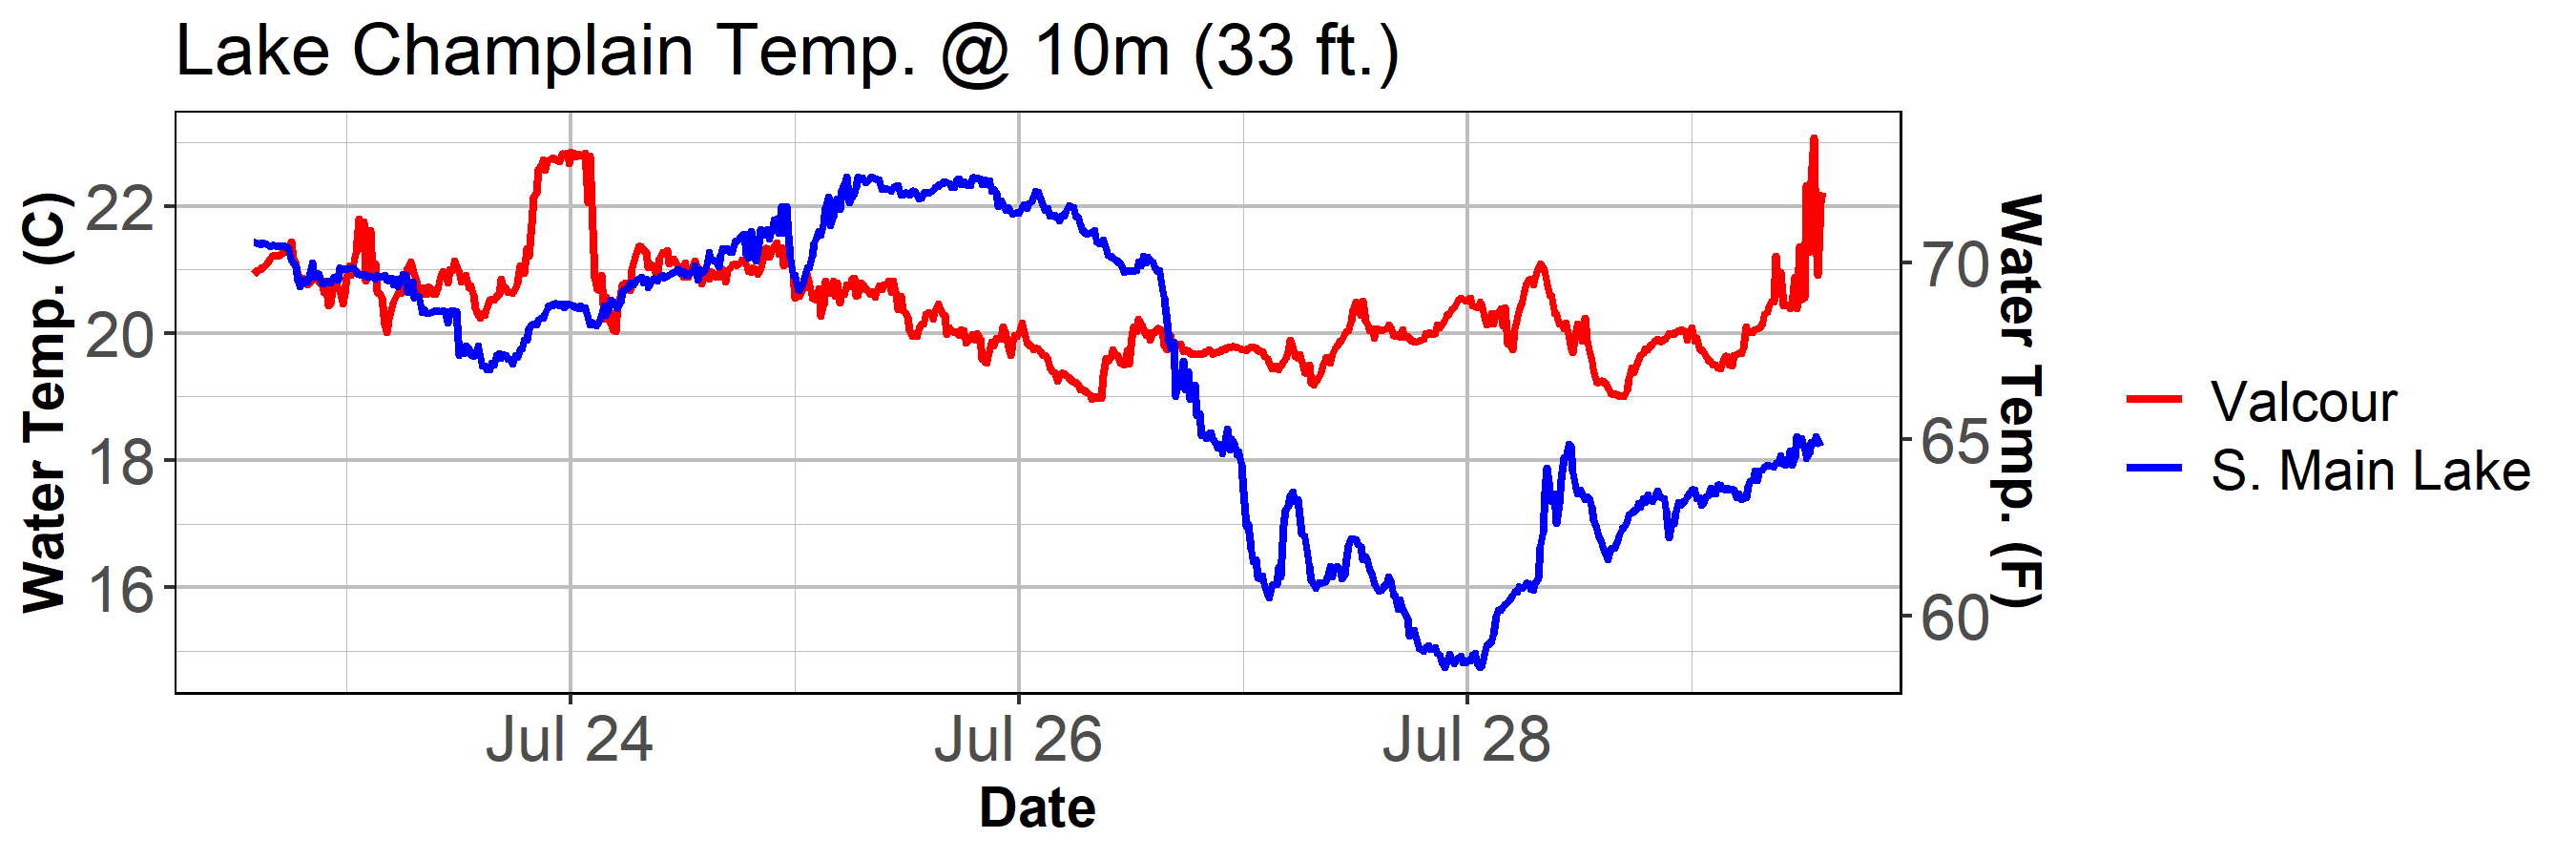 Lake Champlain Temp. @ 10m (33 ft.)
Water Temp. (C)
22
20
18
16
70
65
60
Water Temp. (F)
Jul 24
Jul 26
Jul 28
Date
Valcour
S. Main Lake